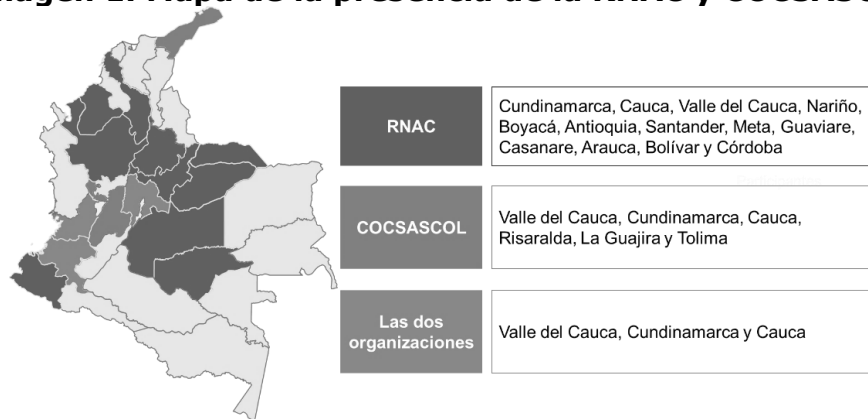 RNAC
Cundinamarca, Cauca, Valle del Cauca, Nariño,
Boyacá, Antioquia, Santander, Meta, Guaviare,
Casanare, Arauca, Bolívar y Córdoba
COCSASCOL
Valle del Cauca, Cundinamarca, Cauca,
Risaralda, La Guajira y Tolima
Las dos
organizaciones
Valle del Cauca, Cundinamarca y Cauca